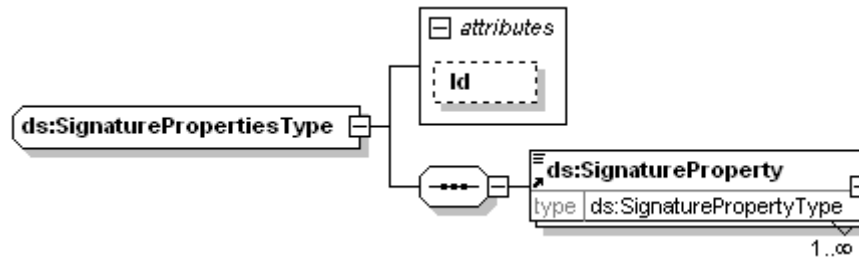 attributes
Id
ds:SignaturePropertiesType
ds:SignatureProperty
type ds:SignaturePropertyType
1..∞